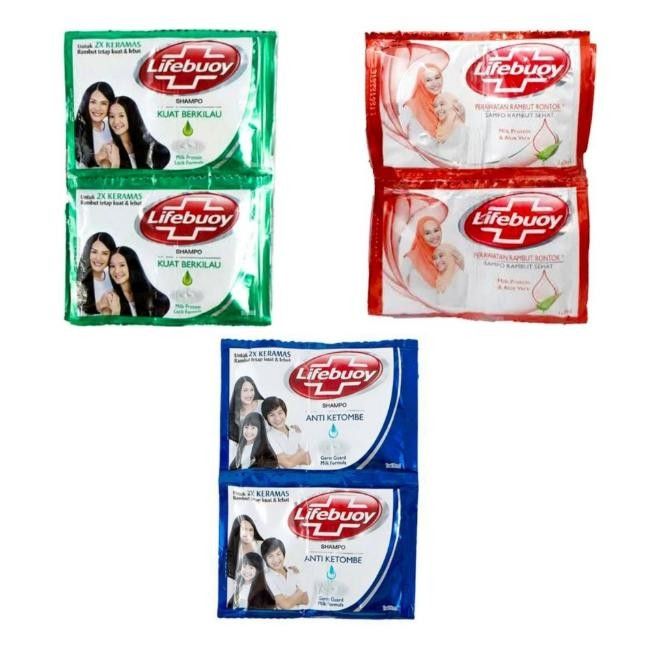 Untuk 2X KERAMAS
Rambut tetap kuat & lebat
Lifebuoy
SHAMPO
KUAT BERKILAU
Milk Protein
Lock Formula
Untuk 2X KERAMAS
Rambut tetap kuat & lebat
Lifebuoy
SHAMPO
KUAT BERKILAU
Milk Protein
Lock Formula
Lifebuoy
PERAWATAN RAMBUT RONTOK*
SAMPO RAMBUT SEHAT
Milk Protein
& Aloe Vera
Lifebuoy
PERAWATAN RAMBUT RONTOK*
SAMPO RAMBUT SEHAT
Milk Protein
& Aloe Vera
Untuk 2X KERAMAS
Rambut tetap kuat & lebat
Lifebuoy
SHAMPO
ANTI KETOMBE
Germ Guard
Milk Formula
Untuk 2X KERAMAS
Rambut tetap kuat & lebat
Lifebuoy
SHAMPO
ANTI KETOMBE
Germ Guard
Milk Formula